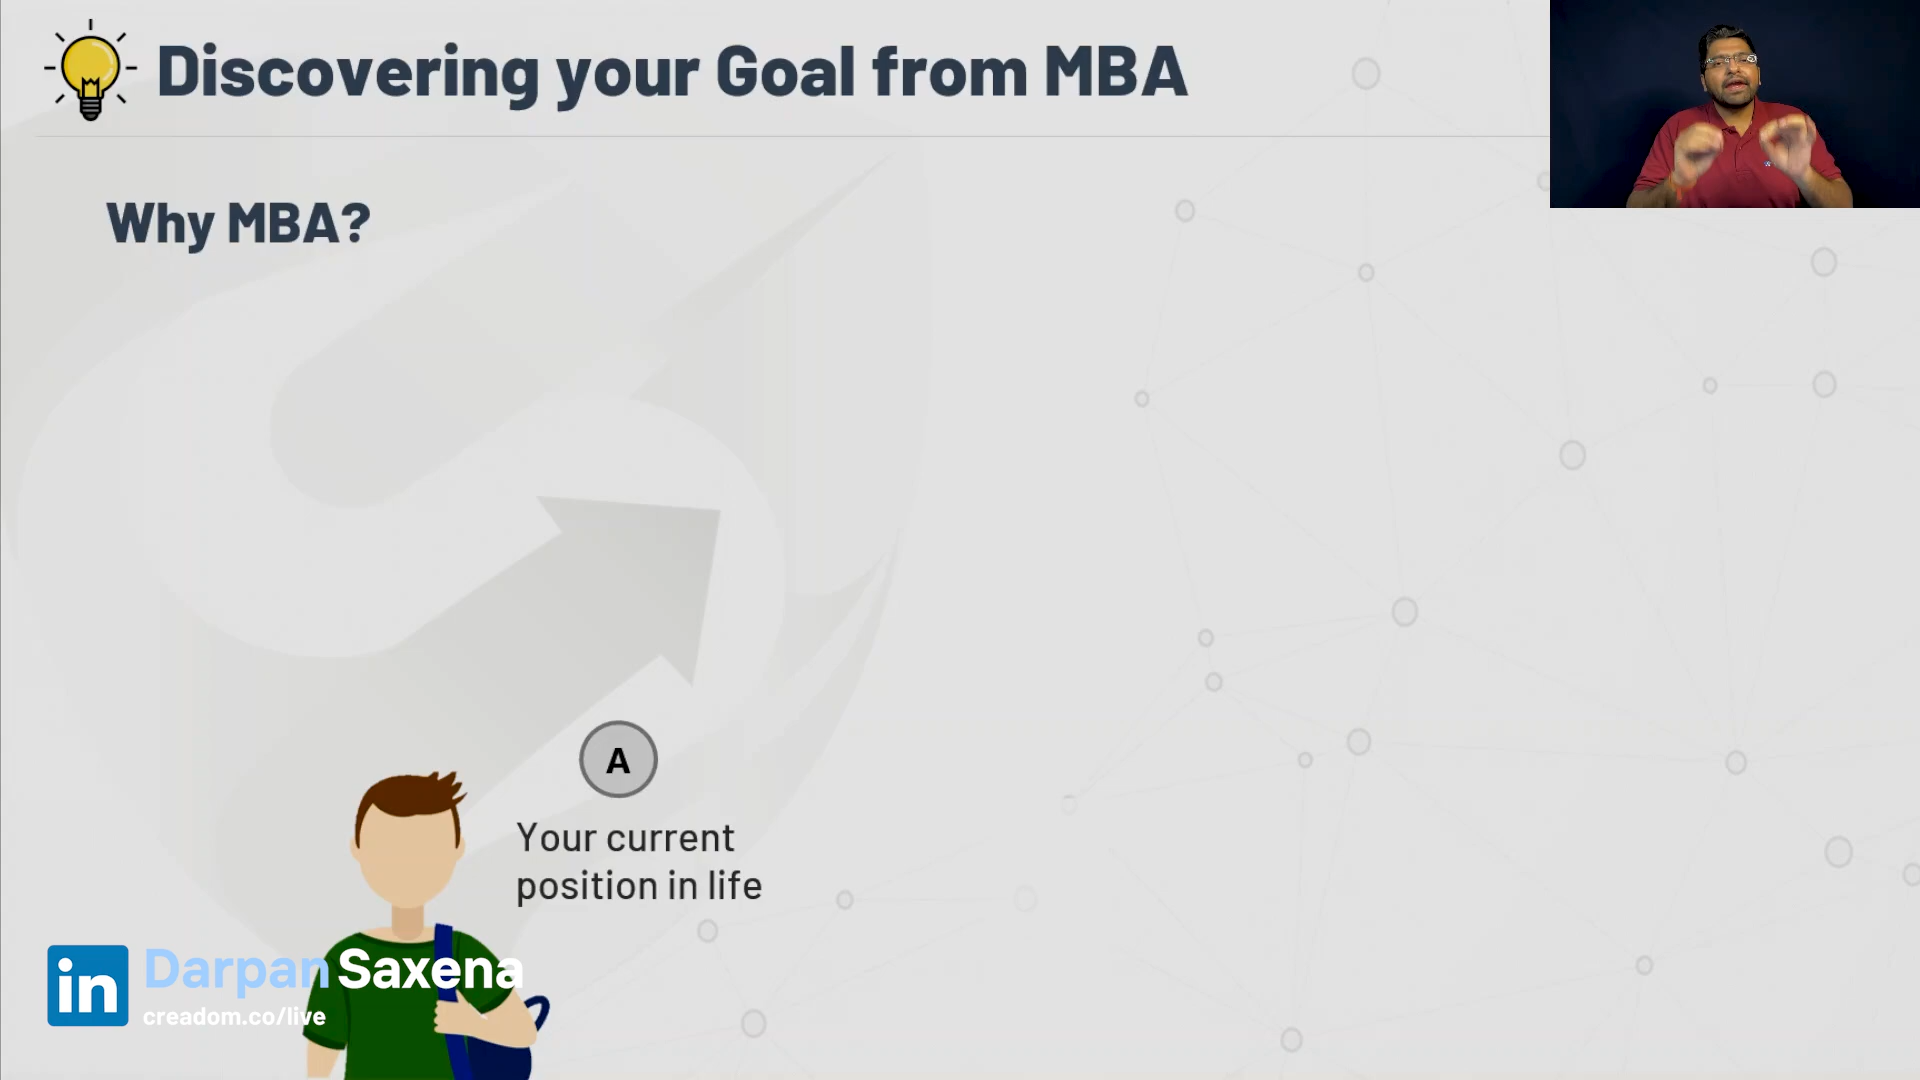 Discovering your Goal from MBA
Why MBA?
A
Your current
position in life
in
Darpan Saxena
creadom.co/live